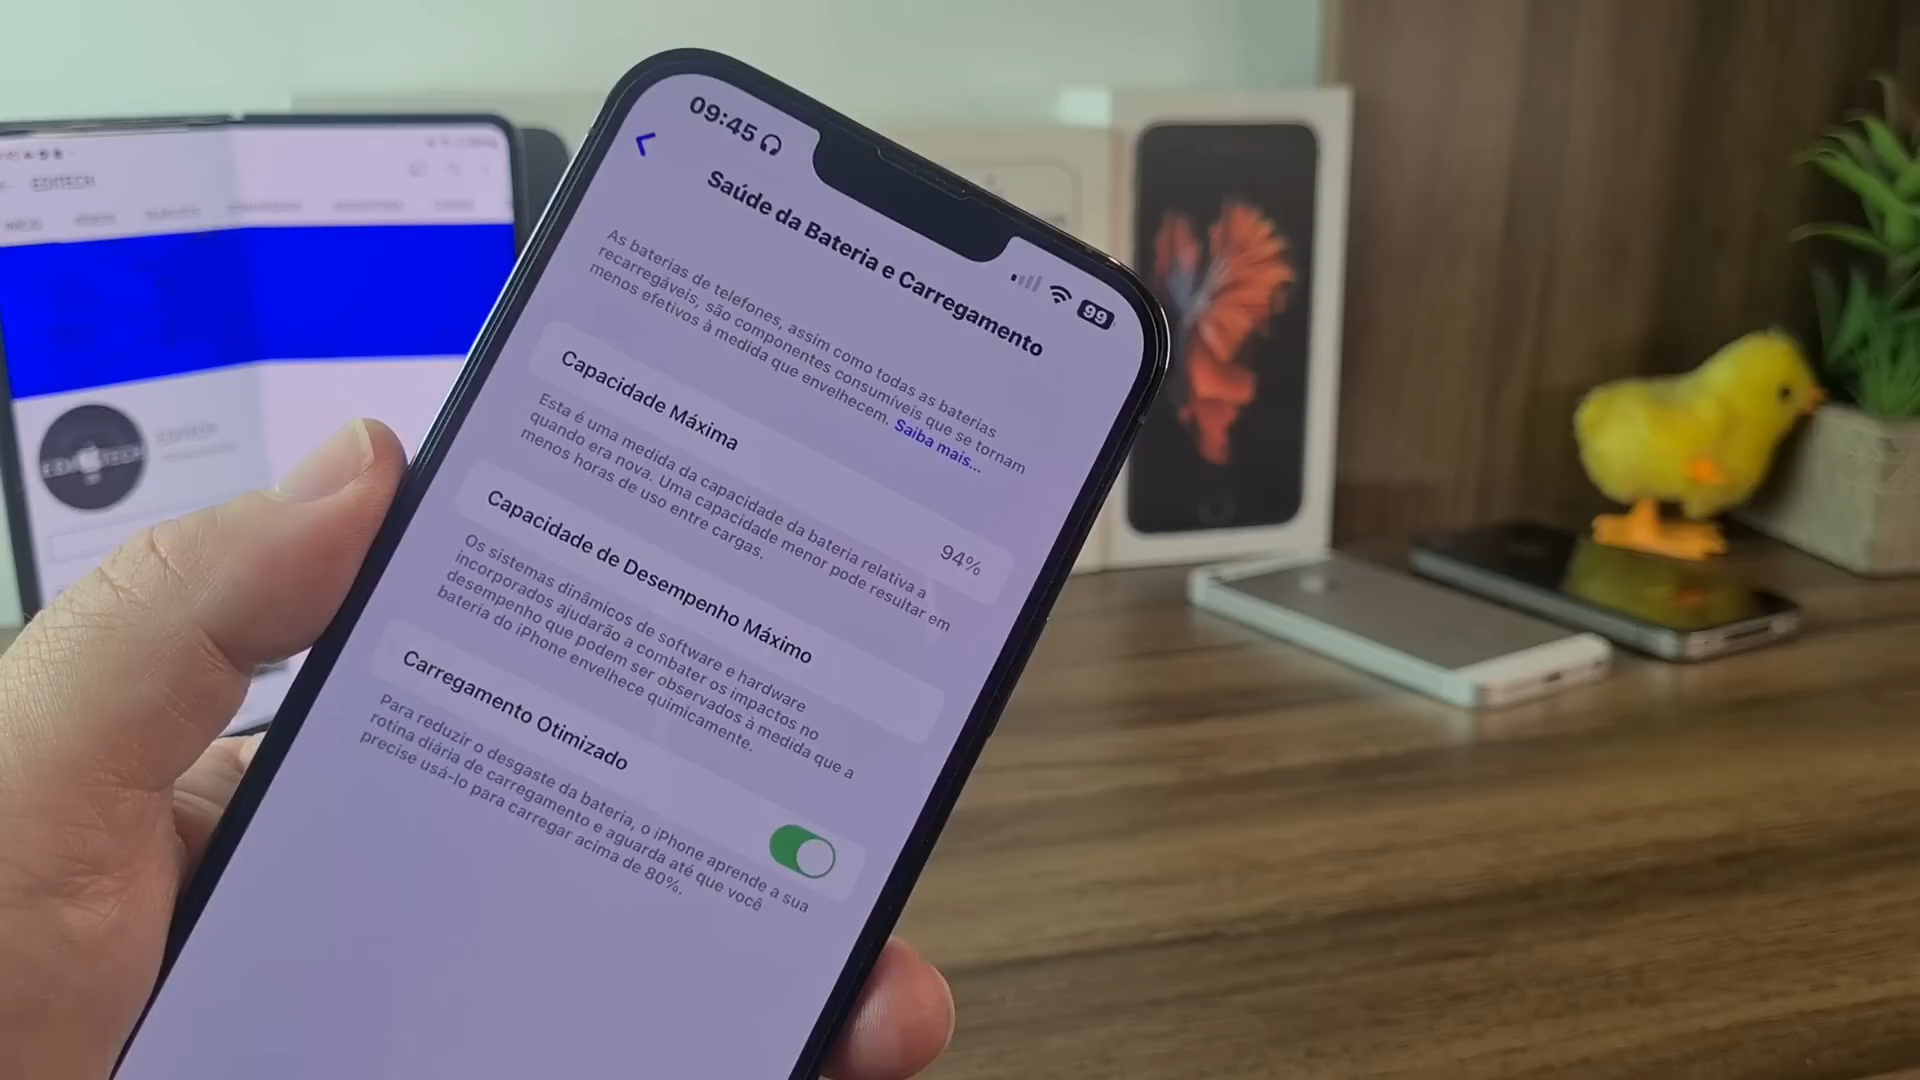 09:45
99
Saúde da Bateria e Carregamento
As baterias de telefones, assim como todas as baterias
recarregáveis, são componentes consumíveis que se tornam
menos efetivos à medida que envelhecem. Saiba mais...
Capacidade Máxima
94%
Esta é uma medida da capacidade da bateria relativa a
quando era nova. Uma capacidade menor pode resultar em
menos horas de uso entre cargas.
Capacidade de Desempenho Máximo
Os sistemas dinâmicos de software e hardware
incorporados ajudarão a combater os impactos no
desempenho que podem ser observados à medida que a
bateria do iPhone envelhece quimicamente.
Carregamento Otimizado
Para reduzir o desgaste da bateria, o iPhone aprende a sua
rotina diária de carregamento e aguarda até que você
precise usá-lo para carregar acima de 80%.
EDITECH